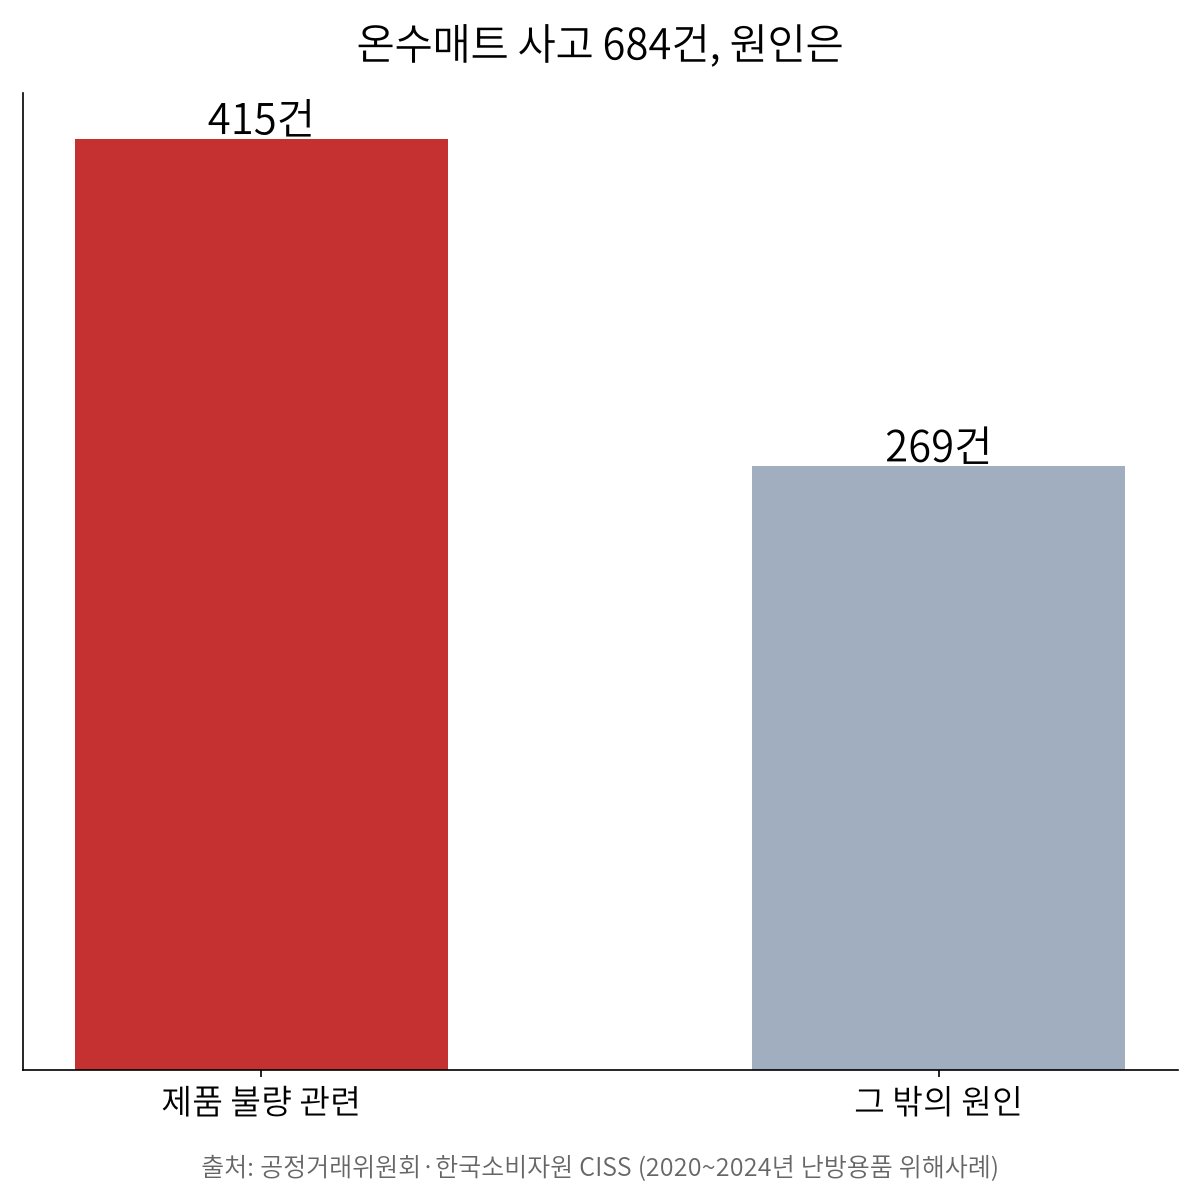 온수매트 사고 684건, 원인은
415건
269건
제품 불량 관련
그 밖의 원인
출처: 공정거래위원회·한국소비자원 CISS (2020~2024년 난방용품 위해사례)